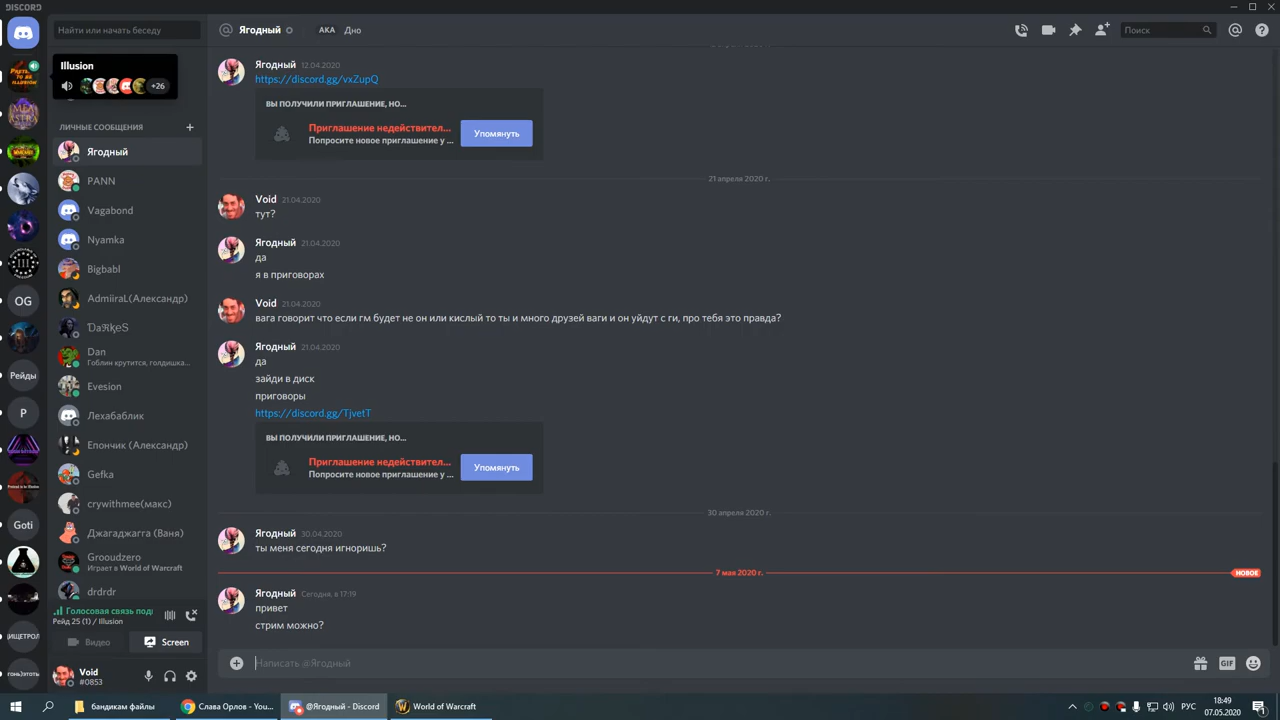 DISCORD
Найти или начать беседу
Illusion
+26
ЛИЧНЫЕ СООБЩЕНИЯ
Ягодный
PANN
Vagabond
Nyamka
Bigbabl
AdmiiraL(Александр)
Dan
Гоблин крутится, голдишка...
Evesion
Лехабаблик
Епончик (Александр)
Gefka
crywithmee(макс)
Джагаджагга (Ваня)
Grooudzero
Играет в World of Warcraft
drdrdr
Голосовая связь под
Рейд 25 (1) / Illusion
Видео
Screen
Void
#0853
OG
Рейды
P
Goti
Ягодный
AKA Дно
Поиск
Ягодный 12.04.2020
https://discord.gg/vxZupQ
ВЫ ПОЛУЧИЛИ ПРИГЛАШЕНИЕ, НО...
Приглашение недействител...
Попросите новое приглашение у ...
Упомянуть
21 апреля 2020 г.
Void 21.04.2020
тут?
Ягодный 21.04.2020
да
я в приговорах
Void 21.04.2020
вага говорит что если гм будет не он или кислый то ты и много друзей ваги и он уйдут с ги, про тебя это правда?
Ягодный 21.04.2020
да
зайди в диск
приговоры
https://discord.gg/TjvetT
ВЫ ПОЛУЧИЛИ ПРИГЛАШЕНИЕ, НО...
Приглашение недействител...
Попросите новое приглашение у ...
Упомянуть
30 апреля 2020 г.
Ягодный 30.04.2020
ты меня сегодня игноришь?
7 мая 2020 г.
НОВОЕ
Ягодный Сегодня, в 17:19
привет
стрим можно?
Написать @Ягодный
GIF
бандикам файлы
Слава Орлов - You...
@Ягодный - Discord
World of Warcraft
РУС
18:49
07.05.2020